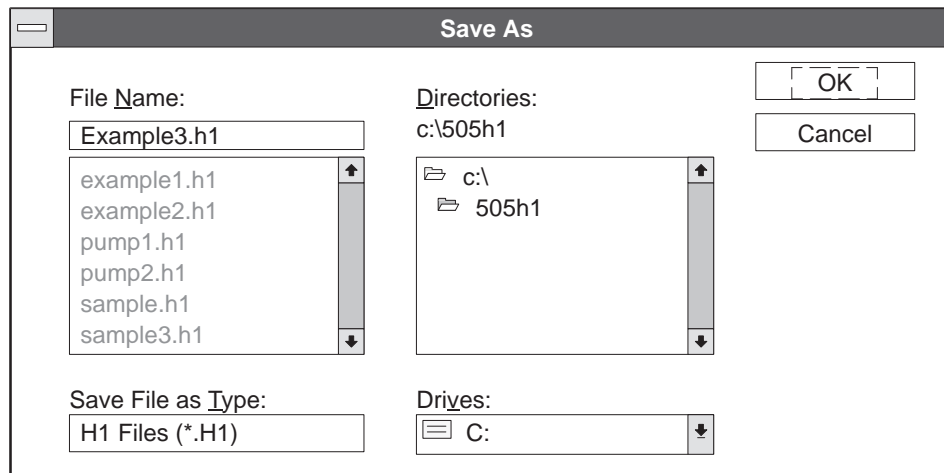 Save As
File Name:
Example3.h1
example1.h1
example2.h1
pump1.h1
pump2.h1
sample.h1
sample3.h1
Save File as Type:
H1 Files (*.H1)
Directories:
c:\505h1
c:\
505h1
Drives:
C:
OK
Cancel